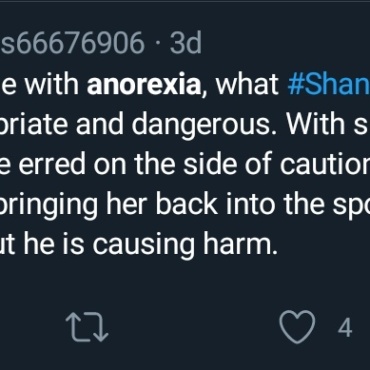 s66676906 · 3d
e with anorexia, what #Shan
priate and dangerous. With s
e erred on the side of caution
bringing her back into the spo
ut he is causing harm.
4